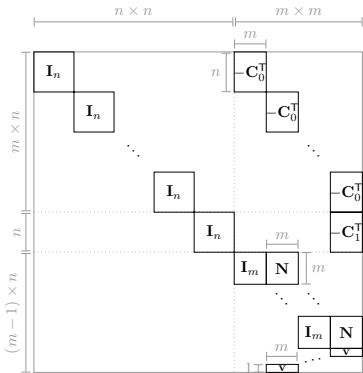 n × n m × m
m
I_n n −C_0^T
I_n −C_0^T
m × n
I_n −C_0^T
n I_n −C_1^T
m
I_m N m
(m − 1) × n
I_m N
m v
1 v